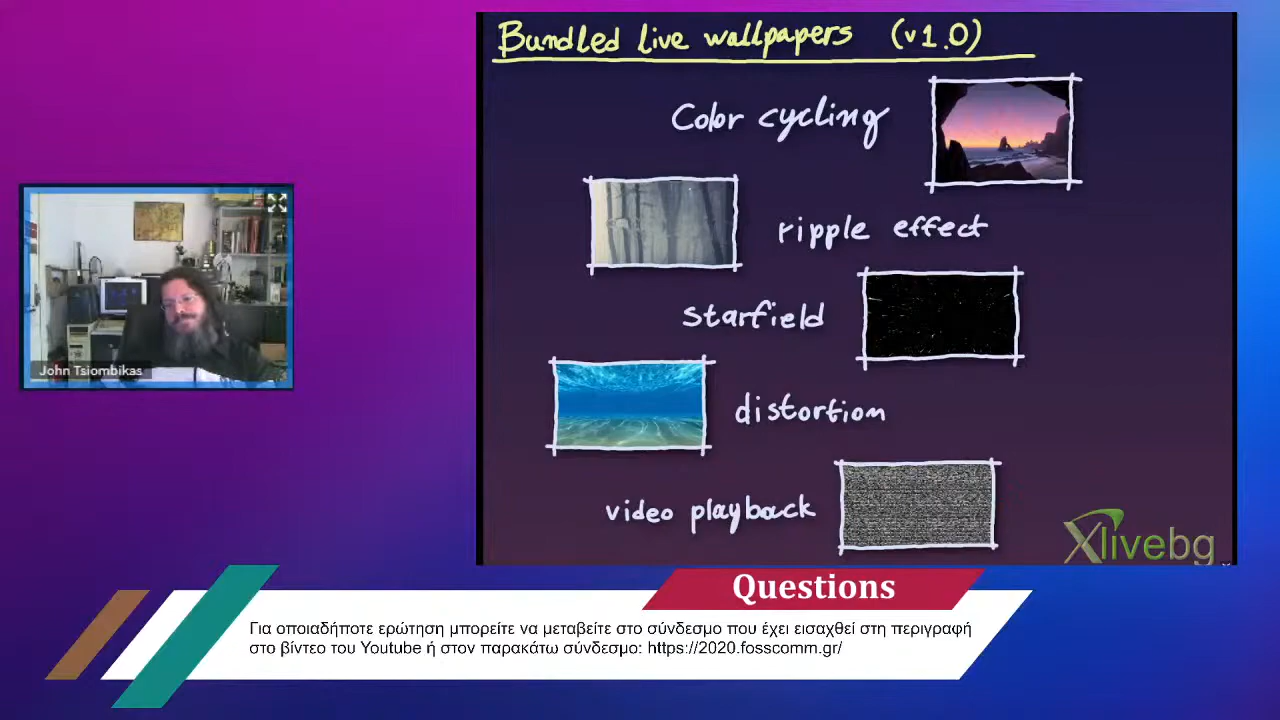 Bundled live wallpapers (v1.0)
Color cycling
ripple effect
starfield
distortion
video playback
Xlivebg
John Tsiombikas
Questions
Για οποιαδήποτε ερώτηση μπορείτε να μεταβείτε στο σύνδεσμο που έχει εισαχθεί στη περιγραφή
στο βίντεο του Youtube ή στον παρακάτω σύνδεσμο: https://2020.fosscomm.gr/